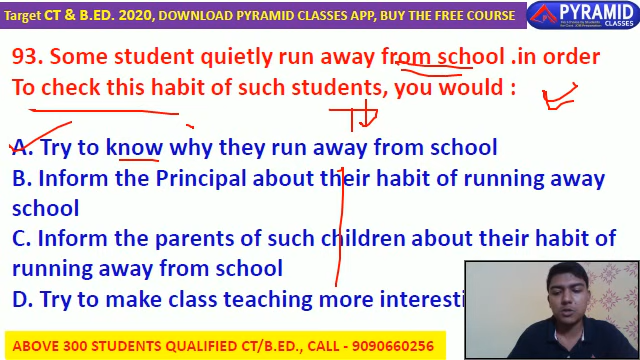 Target CT & B.ED. 2020, DOWNLOAD PYRAMID CLASSES APP, BUY THE FREE COURSE
PYRAMID
CLASSES
93. Some student quietly run away from school .in order
To check this habit of such students, you would :
A. Try to know why they run away from school
B. Inform the Principal about their habit of running away
school
C. Inform the parents of such children about their habit of
running away from school
D. Try to make class teaching more interesti
ABOVE 300 STUDENTS QUALIFIED CT/B.ED., CALL - 9090660256